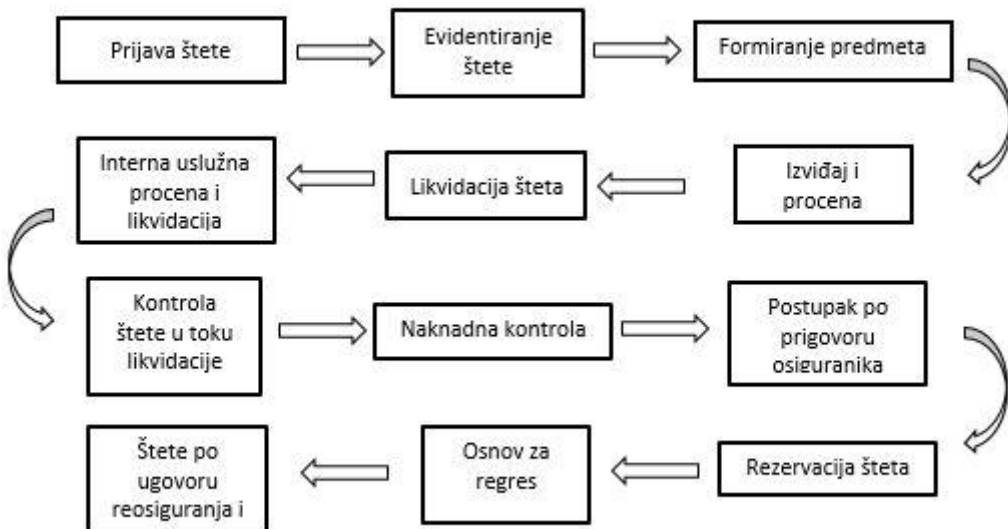 Prijava štete
Evidentiranje
štete
Formiranje predmeta
Izviđaj i
procena
Likvidacija šteta
Interna uslužna
procena i
likvidacija
Kontrola
štete u toku
likvidacije
Naknadna kontrola
Postupak po
prigovoru
osiguranika
Rezervacija šteta
Osnov za
regres
Štete po
ugovoru
reosiguranja i